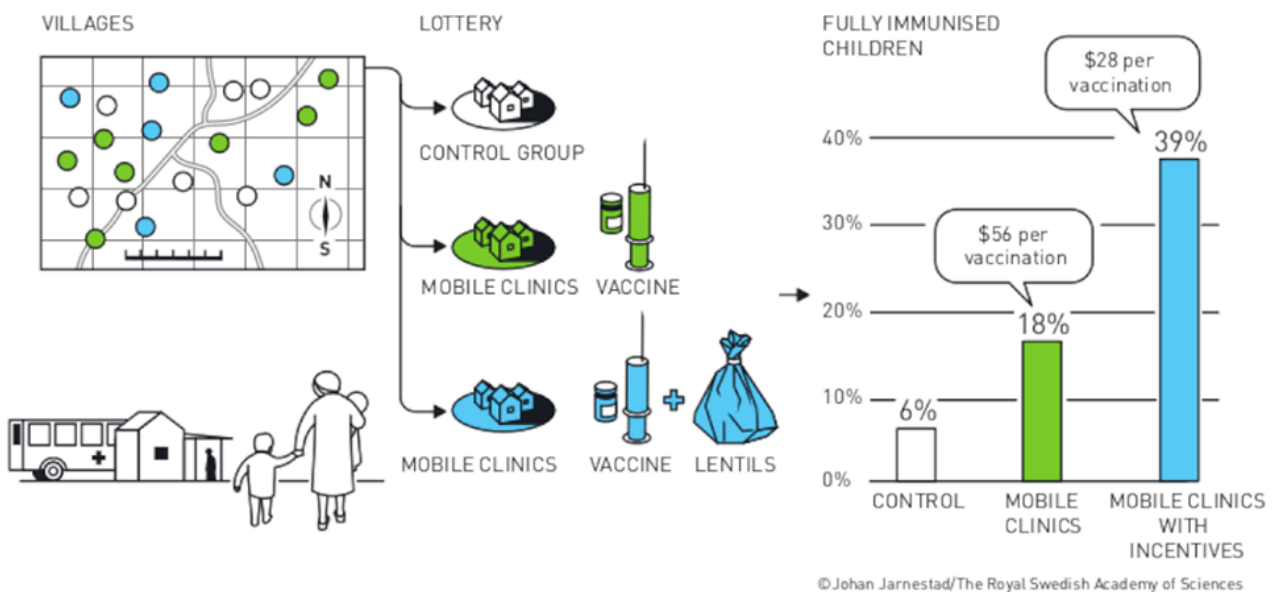 VILLAGES
N
S
LOTTERY
CONTROL GROUP
MOBILE CLINICS VACCINE
MOBILE CLINICS VACCINE LENTILS
FULLY IMMUNISED
CHILDREN
$28 per
vaccination
40%
39%
30%
$56 per
vaccination
20%
18%
10%
6%
0%
CONTROL
MOBILE
CLINICS
MOBILE CLINICS
WITH
INCENTIVES
©Johan Jarnestad/The Royal Swedish Academy of Sciences